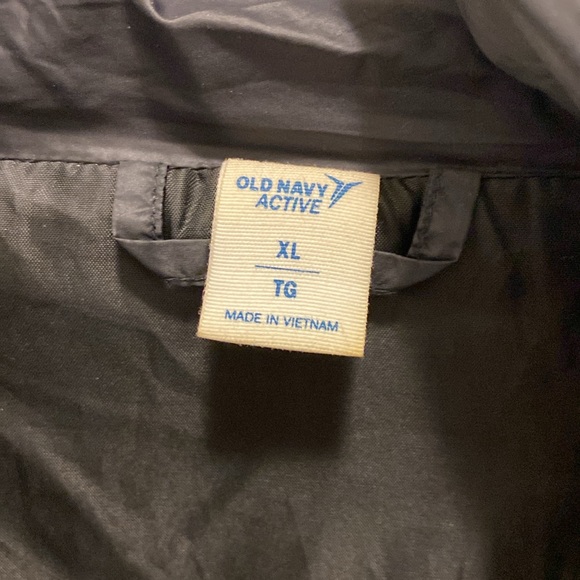 OLD NAVY
ACTIVE
XL
TG
MADE IN VIETNAM